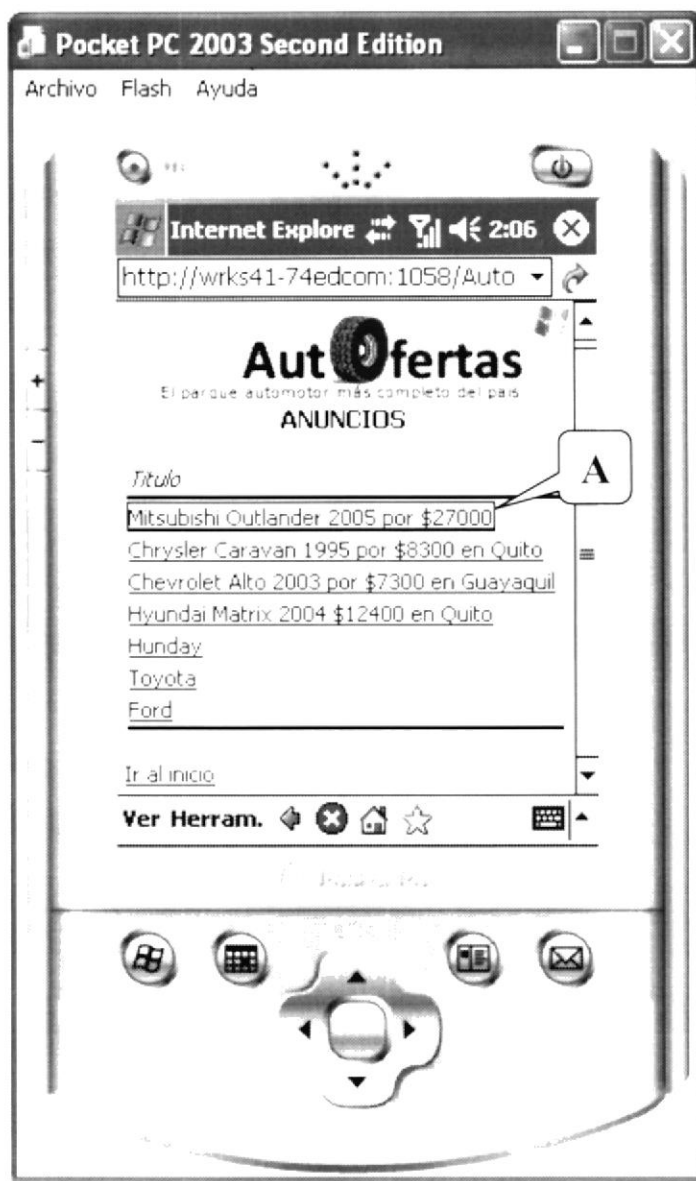 Pocket PC 2003 Second Edition
Archivo Flash Ayuda
Internet Explore 2:06
http://wrks41-74edcom:1058/Auto
AutOfertas
El parque automotor más completo del país
ANUNCIOS
Titulo
A
Mitsubishi Outlander 2005 por $27000
Chrysler Caravan 1995 por $8300 en Quito
Chevrolet Alto 2003 por $7300 en Guayaquil
Hyundai Matrix 2004 $12400 en Quito
Hunday
Toyota
Ford
Ir al inicio
Ver Herram.